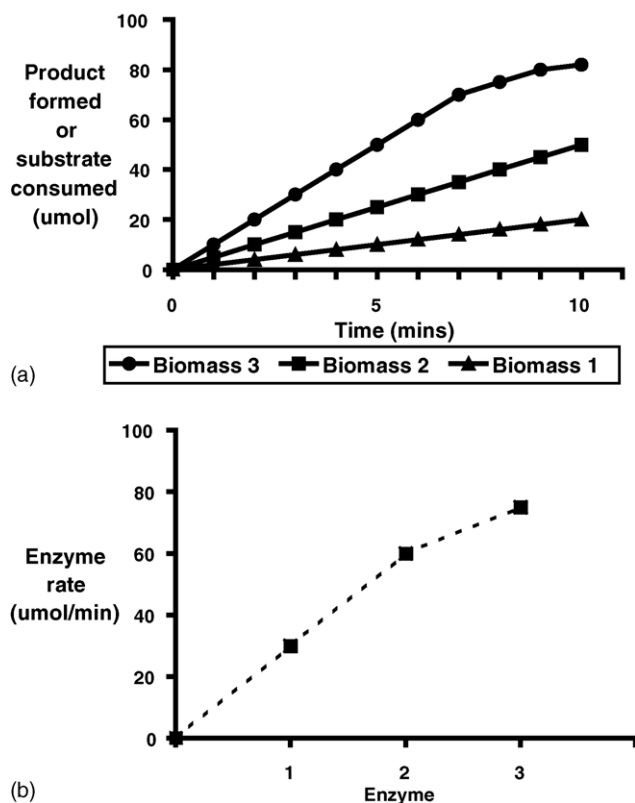 100
80
60
40
20
0
Product
formed
or
substrate
consumed
(umol)
0
5
10
Time (mins)
Biomass 3 Biomass 2 Biomass 1
(a)
100
80
60
40
20
0
Enzyme
rate
(umol/min)
1
2
3
Enzyme
(b)